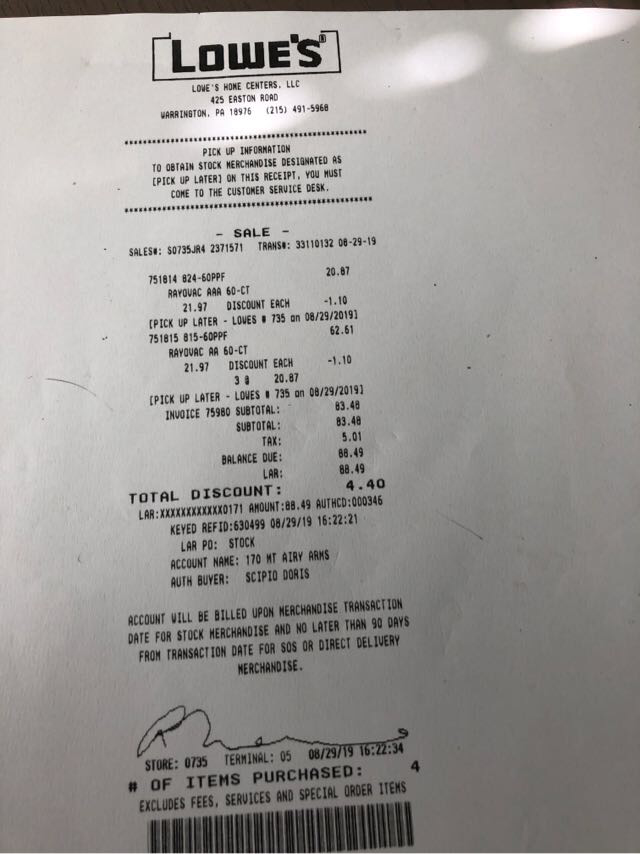 LOWE'S®
LOWE'S HOME CENTERS, LLC
425 EASTON ROAD
WARRINGTON, PA 18976 (215) 491-5968
****************************************************
PICK UP INFORMATION
TO OBTAIN STOCK MERCHANDISE DESIGNATED AS
[PICK UP LATER] ON THIS RECEIPT, YOU MUST
COME TO THE CUSTOMER SERVICE DESK.
****************************************************
- SALE -
SALES#: S0735JR4 2371571 TRANS#: 33110132 08-29-19
751814 824-60PPF 20.87
RAYOVAC AAA 60-CT
21.97 DISCOUNT EACH -1.10
[PICK UP LATER - LOWES # 735 on 08/29/2019]
751815 815-60PPF 62.61
RAYOVAC AA 60-CT
21.97 DISCOUNT EACH -1.10
3 @ 20.87
[PICK UP LATER - LOWES # 735 on 08/29/2019]
INVOICE 75980 SUBTOTAL: 83.48
SUBTOTAL: 83.48
TAX: 5.01
BALANCE DUE: 88.49
LAR: 88.49
TOTAL DISCOUNT: 4.40
LAR:XXXXXXXXXXXX0171 AMOUNT:88.49 AUTHCD:000346
KEYED REFID:630499 08/29/19 16:22:21
LAR PO: STOCK
ACCOUNT NAME: 170 MT AIRY ARMS
AUTH BUYER: SCIPIO DORIS
ACCOUNT WILL BE BILLED UPON MERCHANDISE TRANSACTION
DATE FOR STOCK MERCHANDISE AND NO LATER THAN 90 DAYS
FROM TRANSACTION DATE FOR SOS OR DIRECT DELIVERY
MERCHANDISE.
STORE: 0735 TERMINAL: 05 08/29/19 16:22:34
# OF ITEMS PURCHASED: 4
EXCLUDES FEES, SERVICES AND SPECIAL ORDER ITEMS